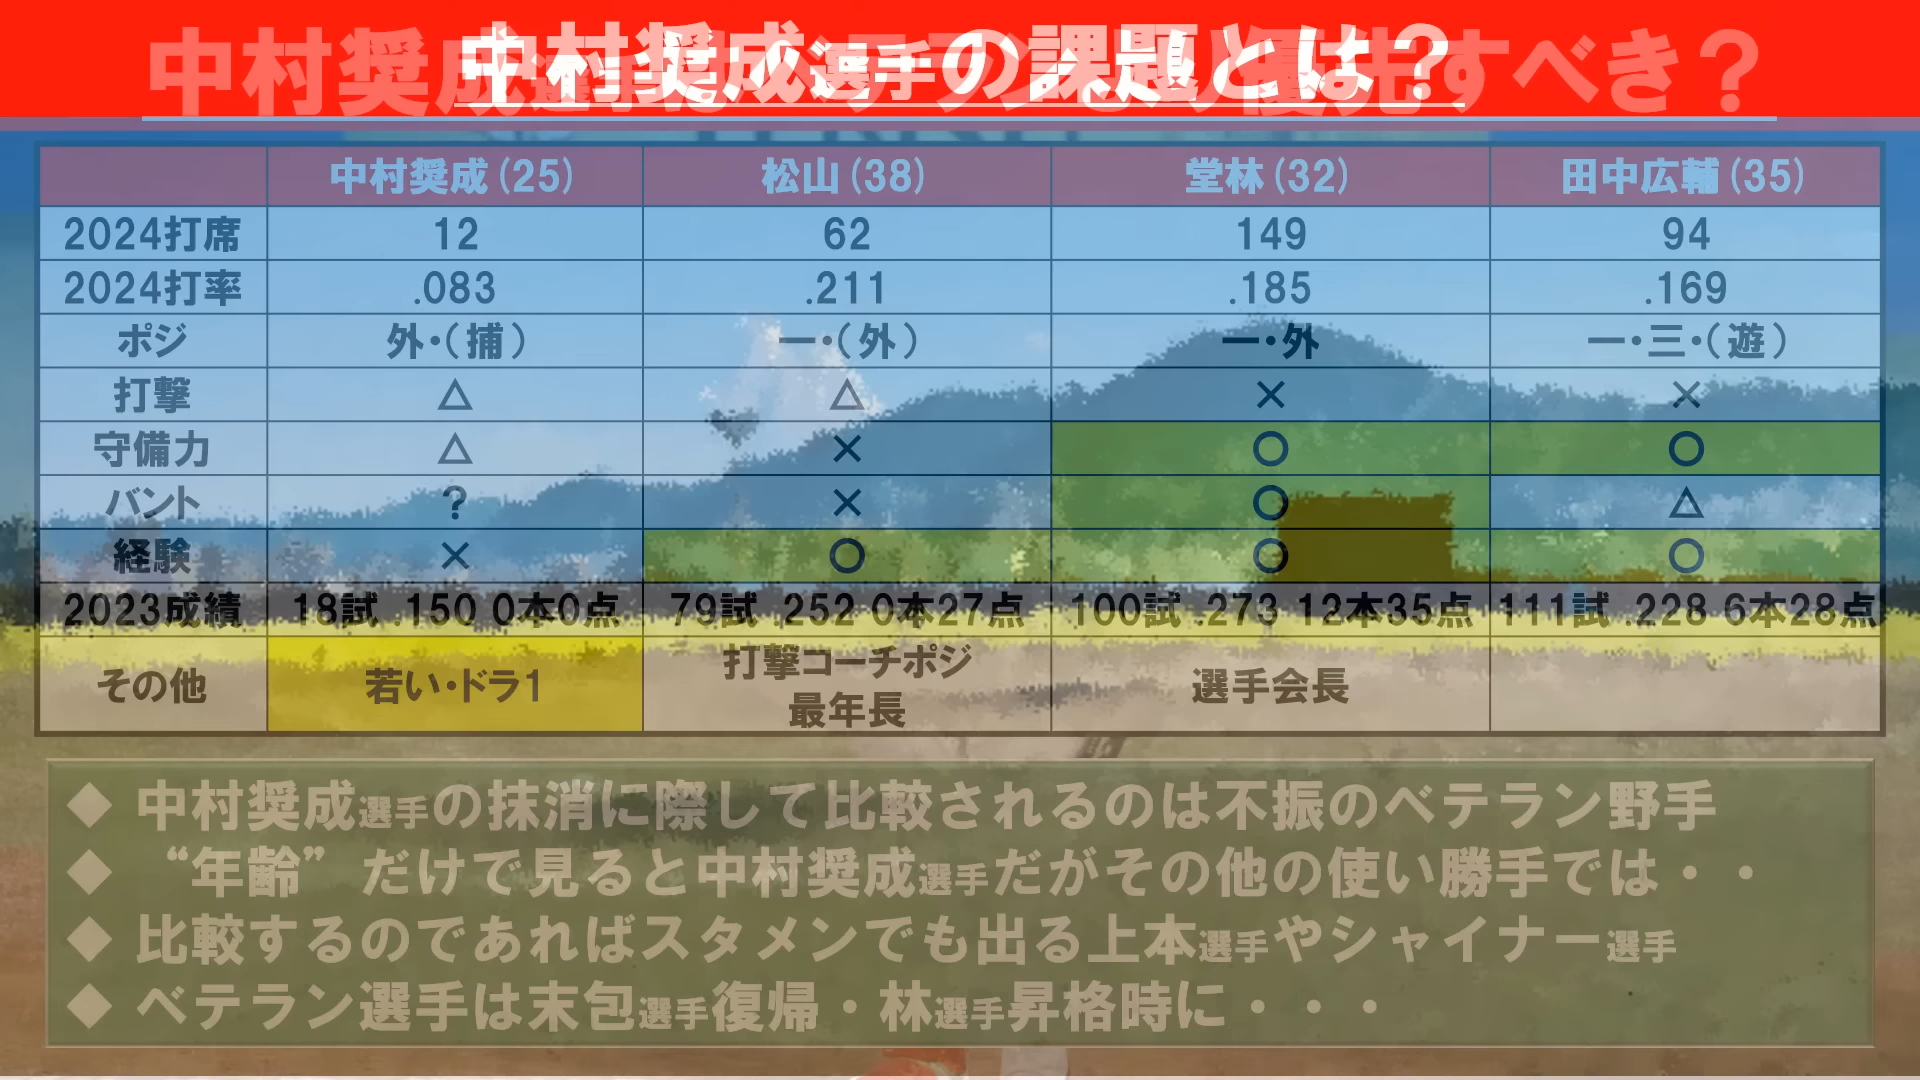 中村奨成選手の課題とは？
中村奨成 すべき？
中村奨成(25) 松山(38) 堂林(32) 田中広輔(35)
2024打席 12 62 149 94
2024打率 .083 .211 .185 .169
ポジ 外・(捕) 一・(外) 一・外 一・三・(遊)
打撃 △ △ × ×
守備力 △ × ○ ○
バント ? × ○ △
経験 × ○ ○ ○
2023成績 18試 .150 0本0点 79試 .252 0本27点 100試 .273 12本35点 111試 .228 6本28点
その他 若い・ドラ1 打撃コーチポジ 選手会長
最年長
◆ 中村奨成選手の抹消に際して比較されるのは不振のベテラン野手
◆ “年齢”だけで見ると中村奨成選手だがその他の使い勝手では・・
◆ 比較するのであればスタメンでも出る上本選手やシャイナー選手
◆ ベテラン選手は末包選手復帰・林選手昇格時に・・・